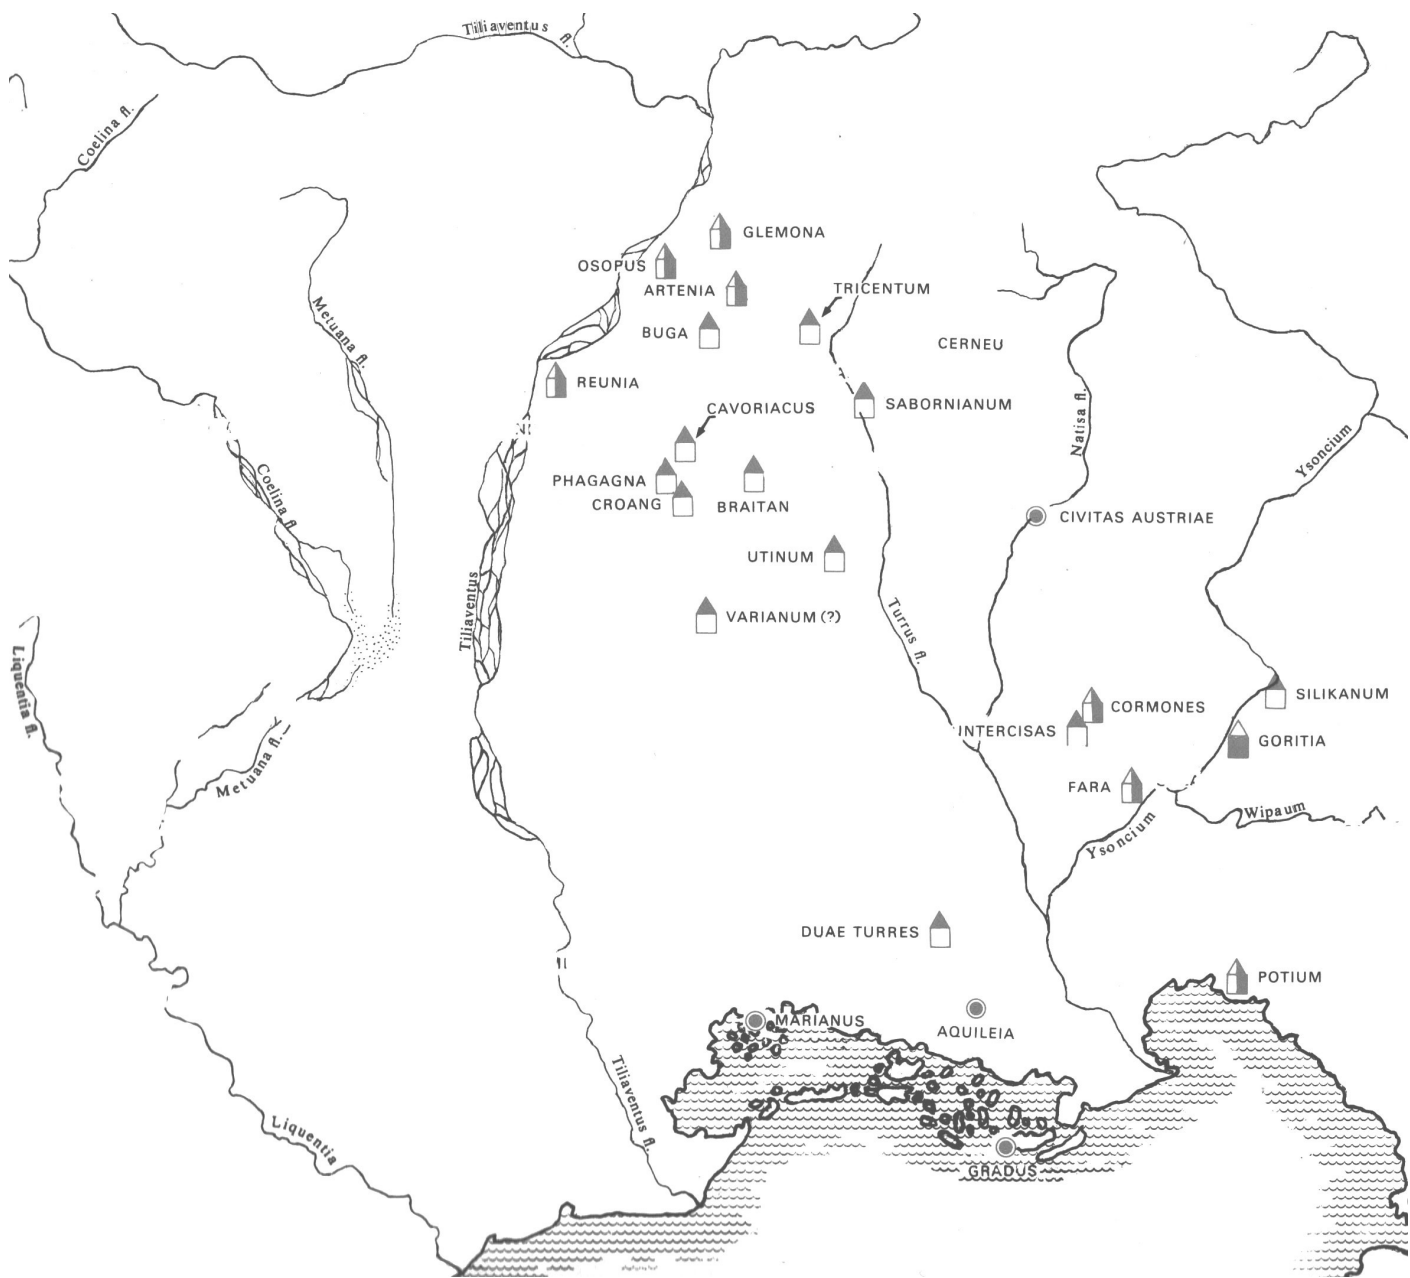 Tiliaventus fl.
Coelina fl.
GLEMONA
OSOPUS
ARTENIA
TRICENTUM
Metuana fl.
BUGA
CERNEU
REUNIA
CAVORIACUS
SABORNIANUM
Natisa fl.
Ysoncium
Coelina fl
PHAGAGNA
CROANG
BRAITAN
CIVITAS AUSTRIAE
UTINUM
Tiliaventus
VARIANUM (?)
Turrus fl.
Liquentia fl.
SILIKANUM
CORMONES
INTERCISAS
GORITIA
Metuana fl.
FARA
Wipaum
Ysoncium
DUAE TURRES
POTIUM
MARIANUS
AQUILEIA
Tiliaventus fl.
Liquentia
GRADUS